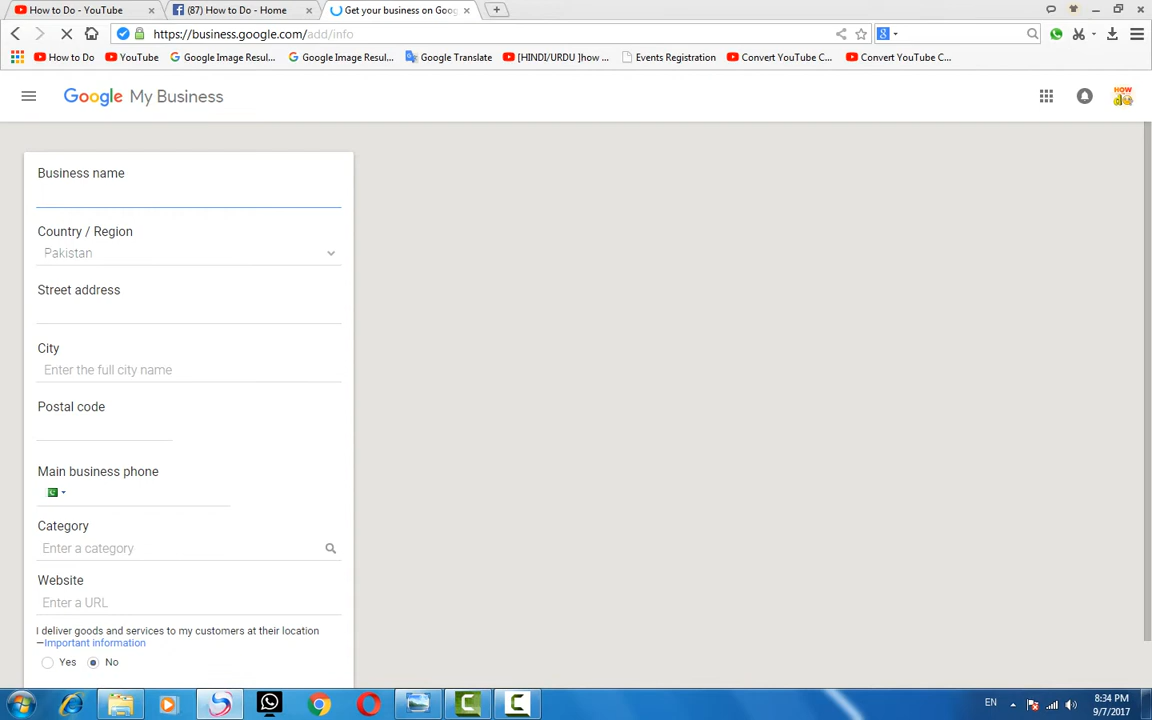 How to Do - YouTube
(87) How to Do - Home
Get your business on Goog
https://business.google.com/add/info
How to Do
YouTube
Google Image Resul...
Google Image Resul...
Google Translate
[HINDI/URDU ]how ...
Events Registration
Convert YouTube C...
Convert YouTube C...
Google My Business
HOW
Business name
Country / Region
Pakistan
Street address
City
Enter the full city name
Postal code
Main business phone
Category
Enter a category
Website
Enter a URL
I deliver goods and services to my customers at their location
—Important information
Yes No
EN
8:34 PM
9/7/2017